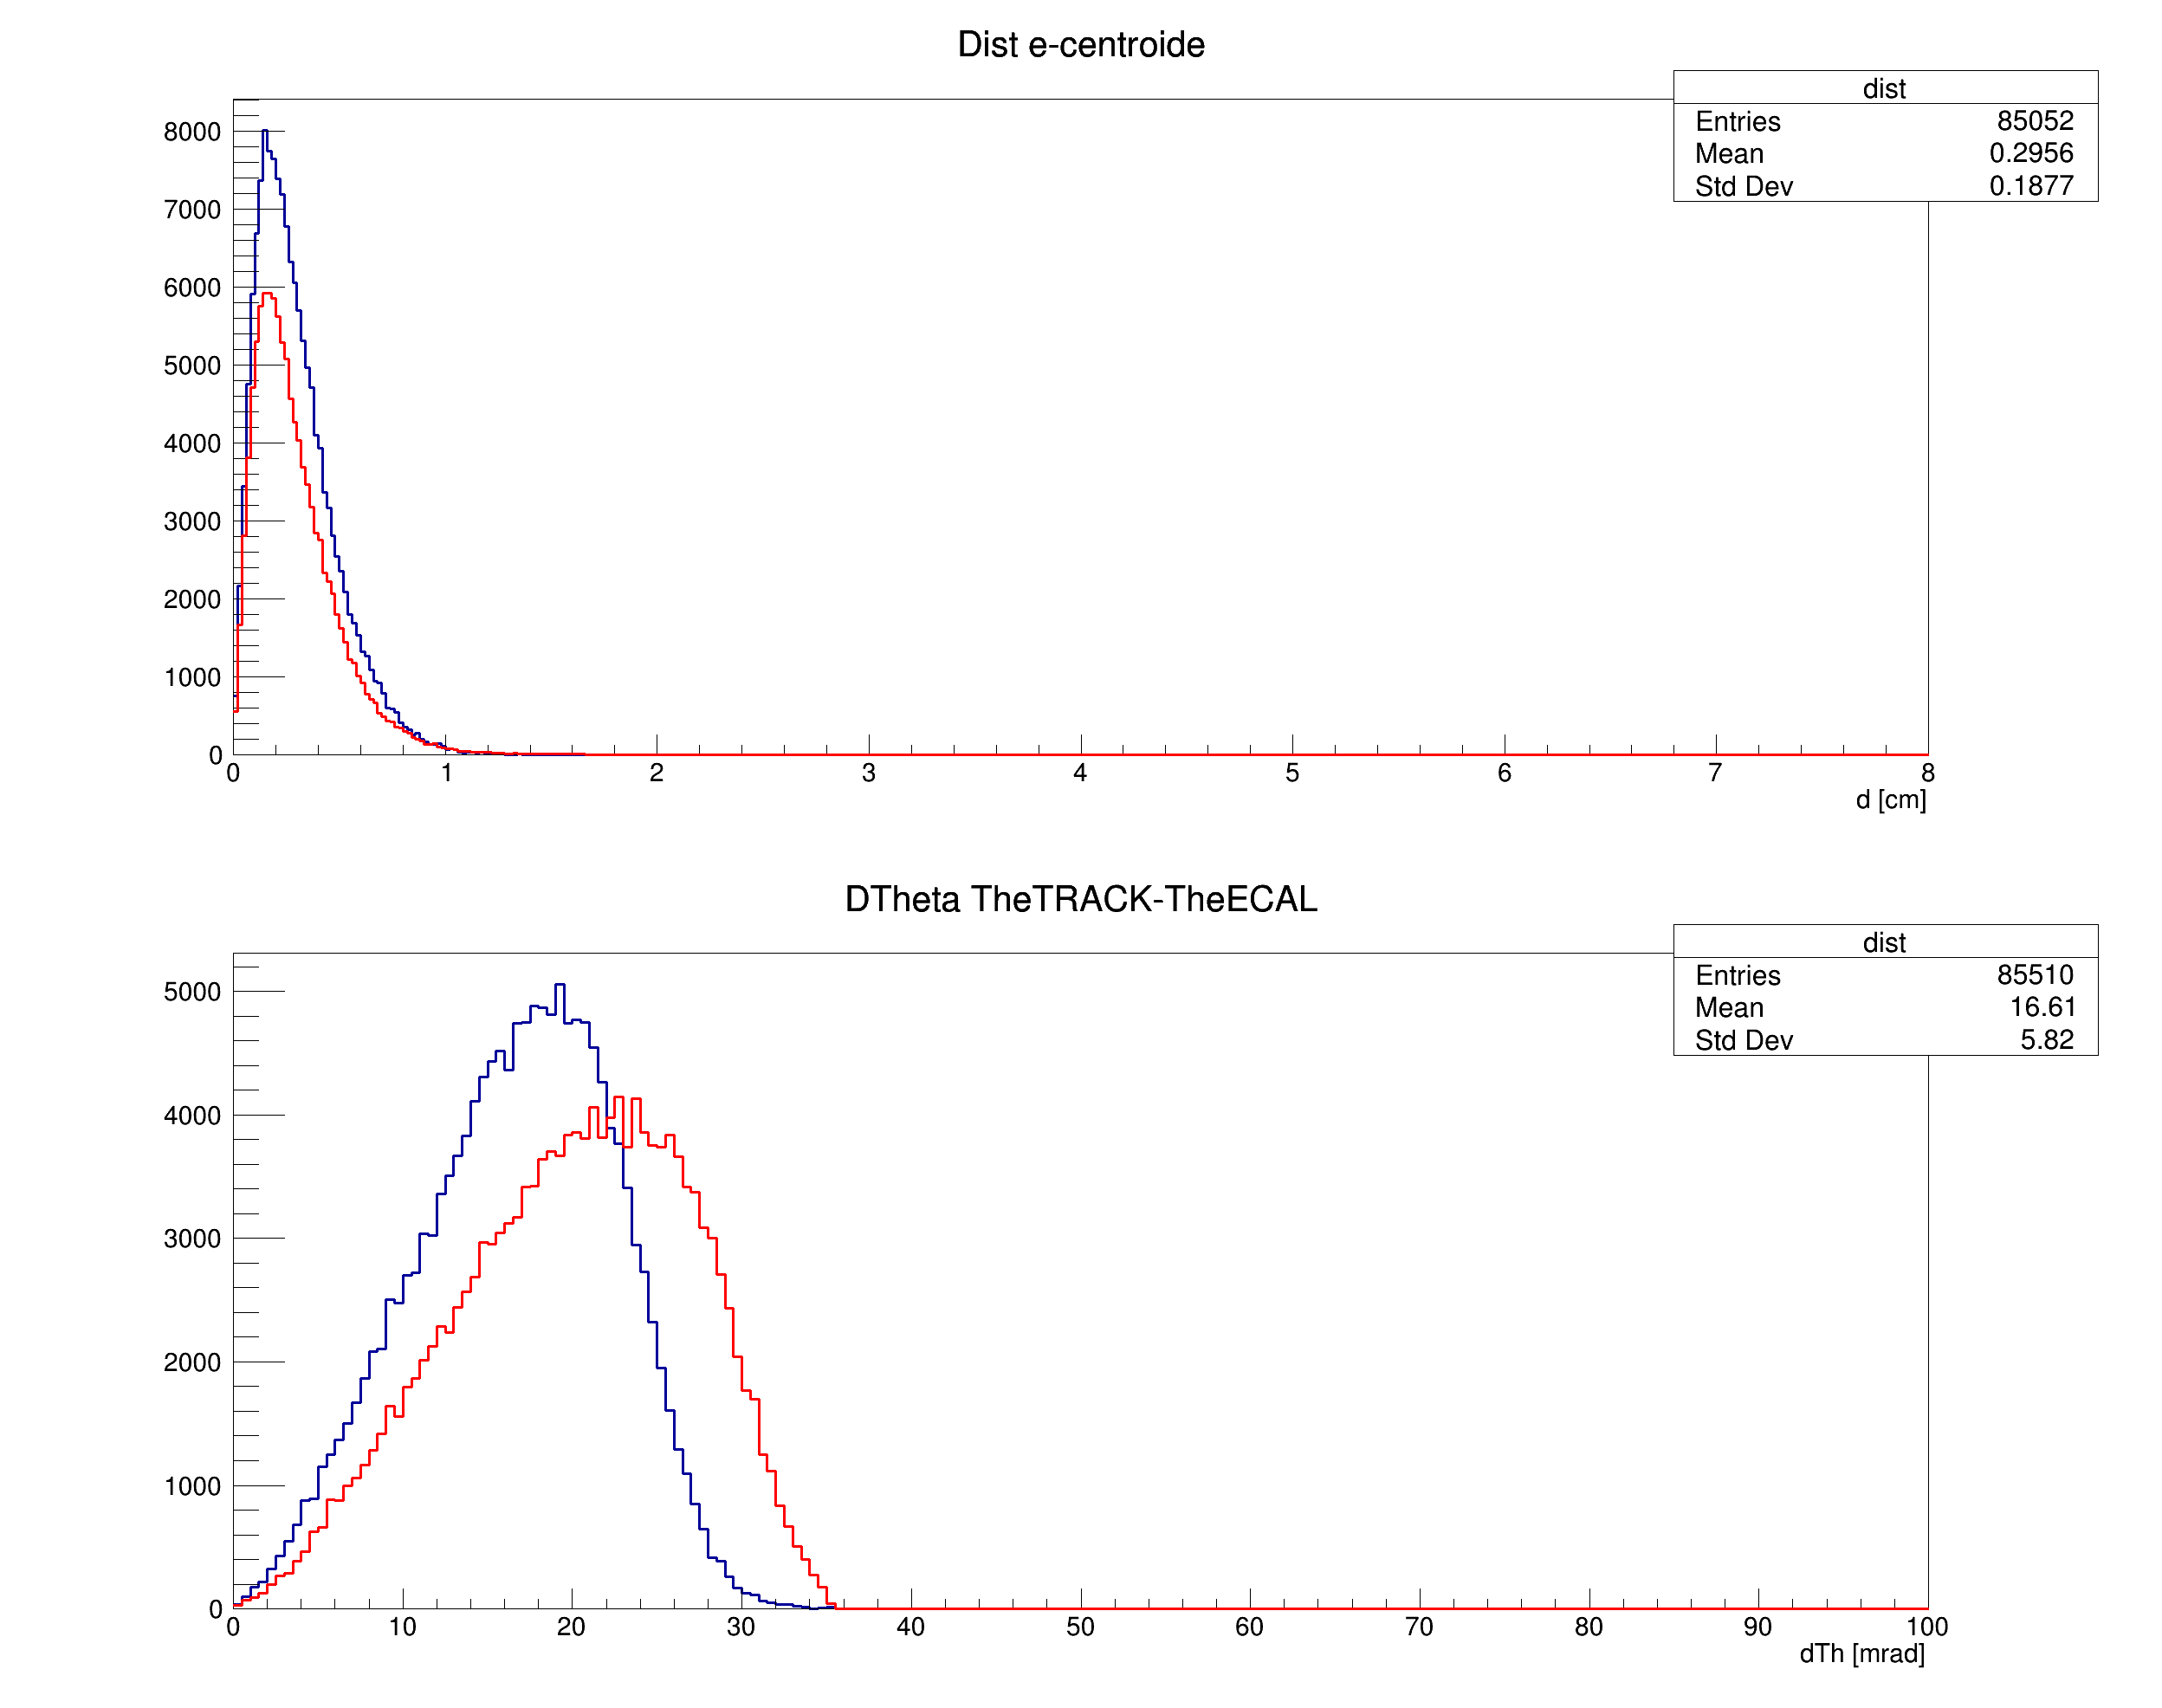 Dist e-centroide
dist
Entries 85052
Mean 0.2956
Std Dev 0.1877
8000
7000
6000
5000
4000
3000
2000
1000
0
0 1 2 3 4 5 6 7 8
d [cm]
DTheta TheTRACK-TheECAL
dist
Entries 85510
Mean 16.61
Std Dev 5.82
5000
4000
3000
2000
1000
0
0 10 20 30 40 50 60 70 80 90 100
dTh [mrad]